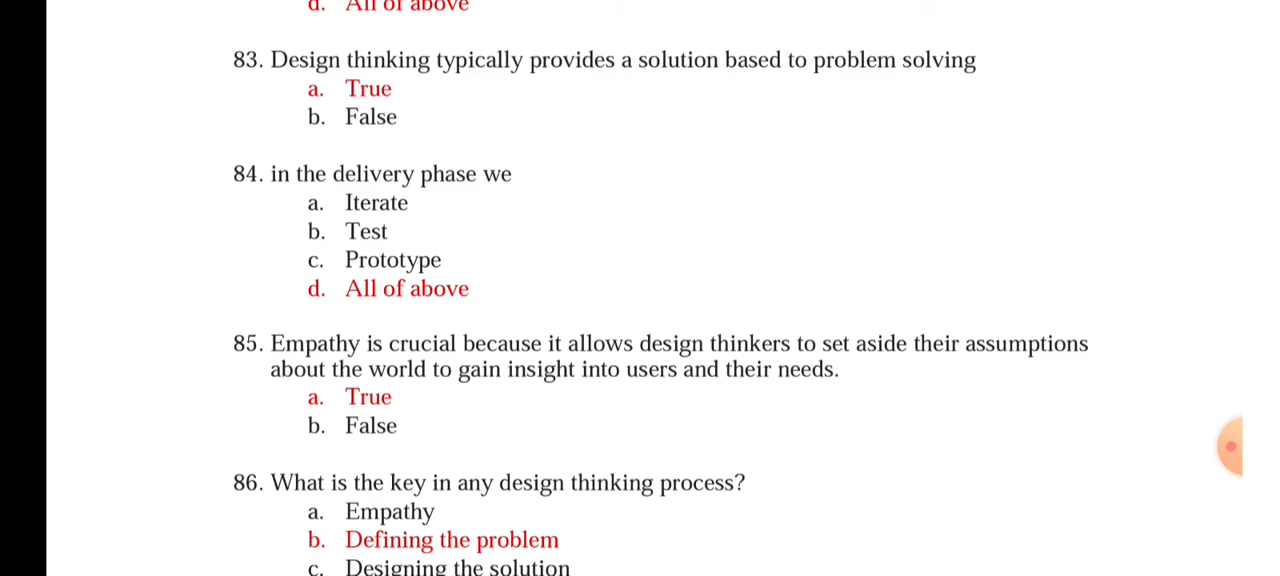 d. All of above
83. Design thinking typically provides a solution based to problem solving
a. True
b. False
84. in the delivery phase we
a. Iterate
b. Test
c. Prototype
d. All of above
85. Empathy is crucial because it allows design thinkers to set aside their assumptions
about the world to gain insight into users and their needs.
a. True
b. False
86. What is the key in any design thinking process?
a. Empathy
b. Defining the problem
c. Designing the solution